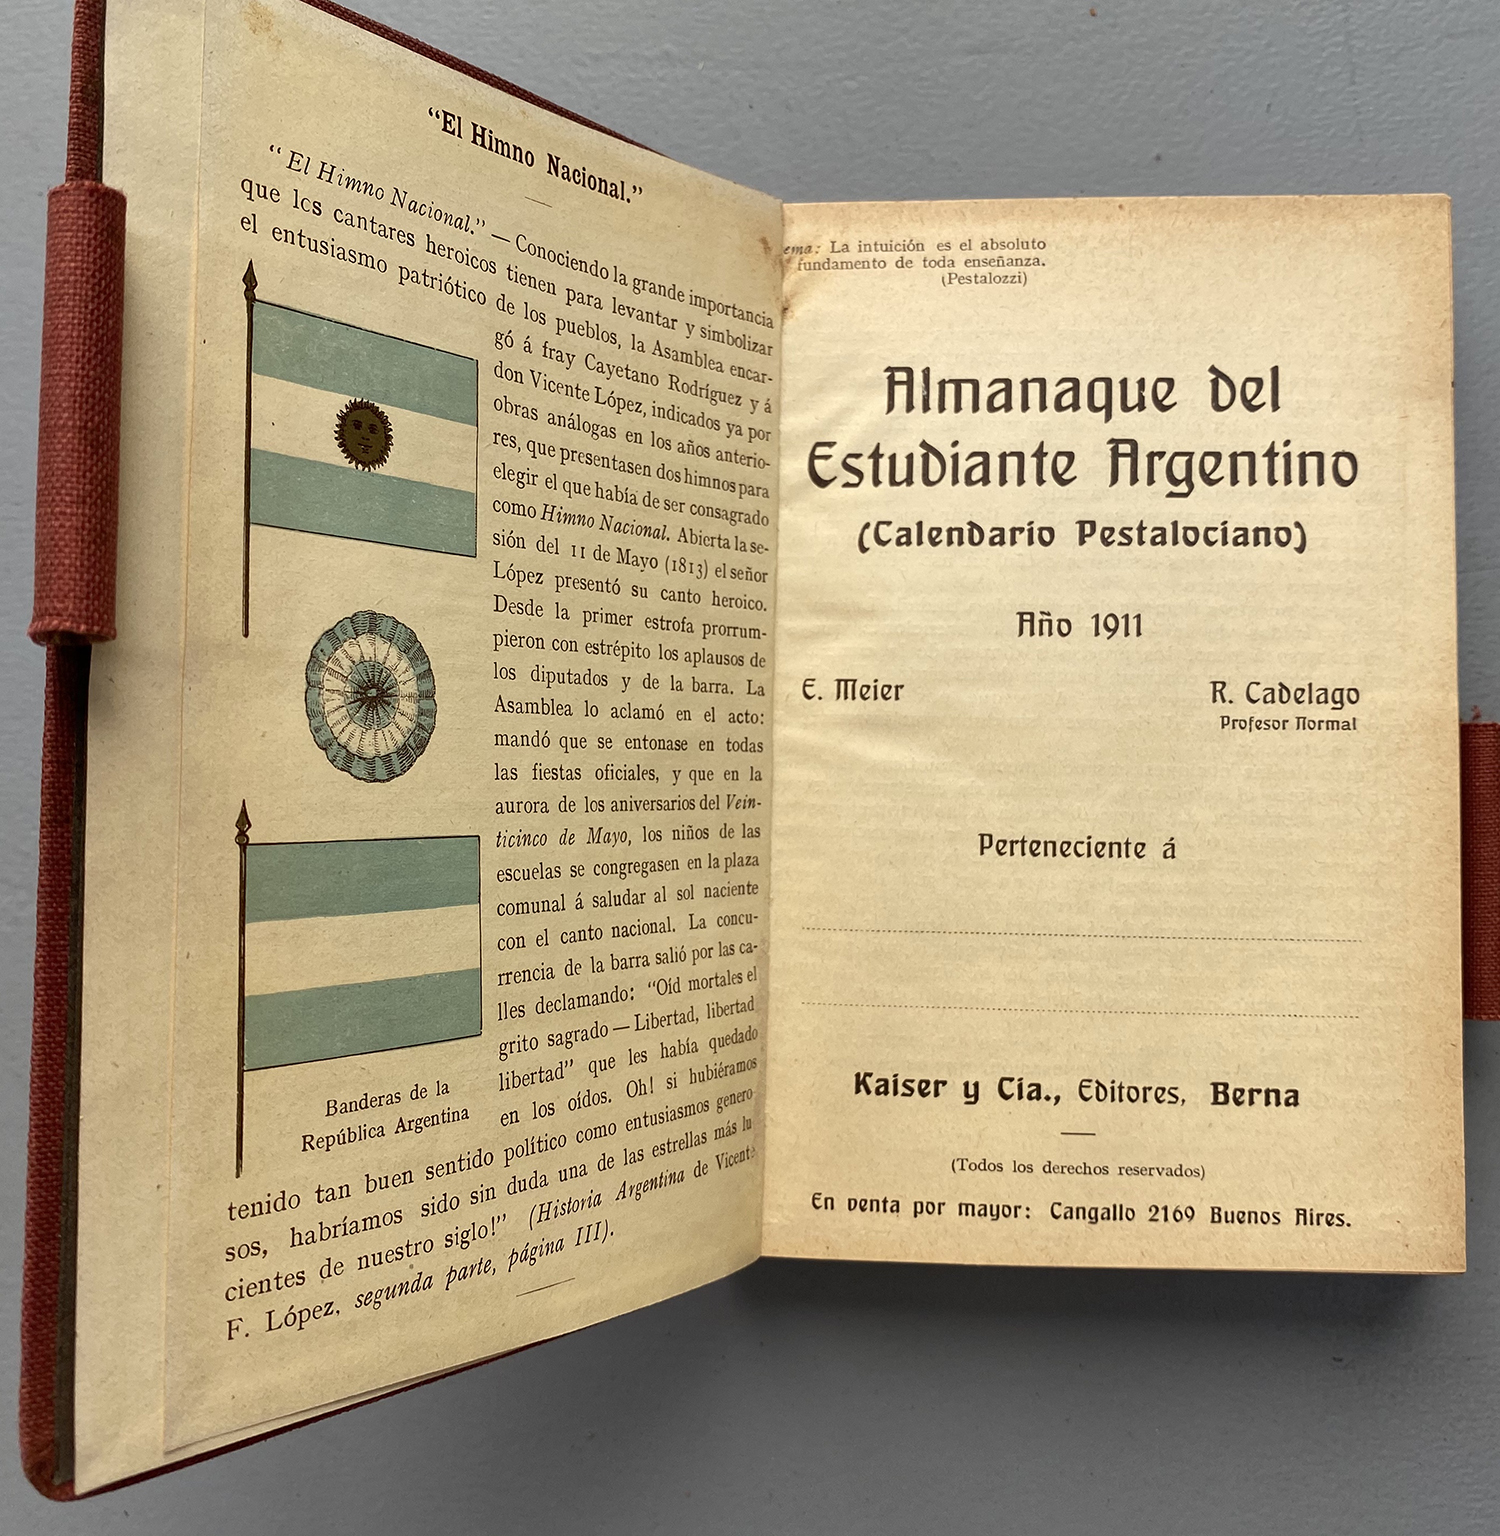 "El Himno Nacional."
"El Himno Nacional." — Conociendo la grande importancia
que los cantares heroicos tienen para levantar y simbolizar
el entusiasmo patriótico de los pueblos, la Asamblea encar-
gó á fray Cayetano Rodríguez y á
don Vicente López, indicados ya por
obras análogas en los años anterio-
res, que presentasen dos himnos para
elegir el que había de ser consagrado
como Himno Nacional. Abierta la se-
sión del 11 de Mayo (1813) el señor
López presentó su canto heroico.
Desde la primer estrofa prorrum-
pieron con estrépito los aplausos de
los diputados y de la barra. La
Asamblea lo aclamó en el acto:
mandó que se entonase en todas
las fiestas oficiales, y que en la
aurora de los aniversarios del Vein-
ticinco de Mayo, los niños de las
escuelas se congregasen en la plaza
comunal á saludar al sol naciente
con el canto nacional. La concu-
rrencia de la barra salió por las ca-
lles declamando: "Oíd mortales el
grito sagrado — Libertad, libertad
libertad" que les había quedado
en los oídos. Oh! si hubiéramos
tenido tan buen sentido político como entusiasmos genero
sos, habríamos sido sin duda una de las estrellas más lu
cientes de nuestro siglo!" (Historia Argentina de Vicente
F. López, segunda parte, página III).
Banderas de la
República Argentina
ema: La intuición es el absoluto
fundamento de toda enseñanza.
(Pestalozzi)
Almanaque del
Estudiante Argentino
(Calendario Pestalociano)
Año 1911
E. Meier R. Cadelago
Profesor Normal
Perteneciente á
Kaiser y Cia., Editores, Berna
(Todos los derechos reservados)
En venta por mayor: Cangallo 2169 Buenos Aires.